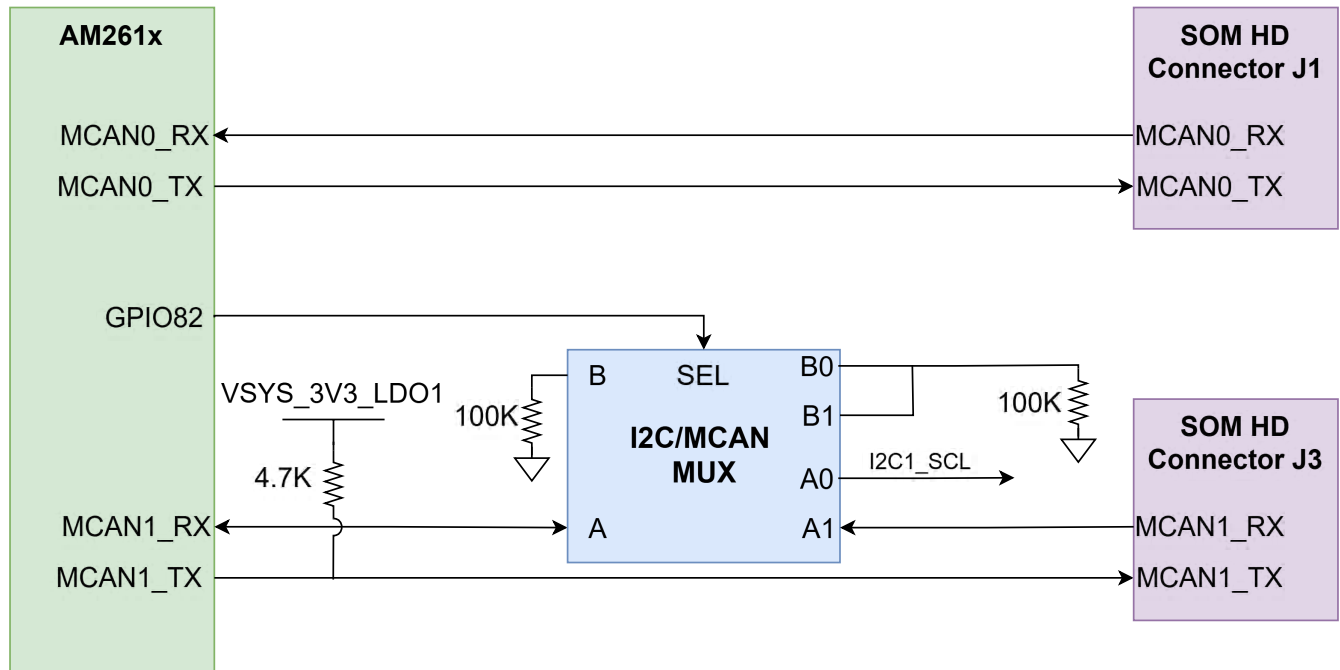 AM261x
SOM HD
Connector J1
MCAN0_RX
MCAN0_RX
MCAN0_TX
MCAN0_TX
GPIO82
B
SEL
B0
VSYS_3V3_LDO1
100K
100K
B1
I2C/MCAN
MUX
SOM HD
Connector J3
4.7K
A0
I2C1_SCL
MCAN1_RX
A
A1
MCAN1_RX
MCAN1_TX
MCAN1_TX